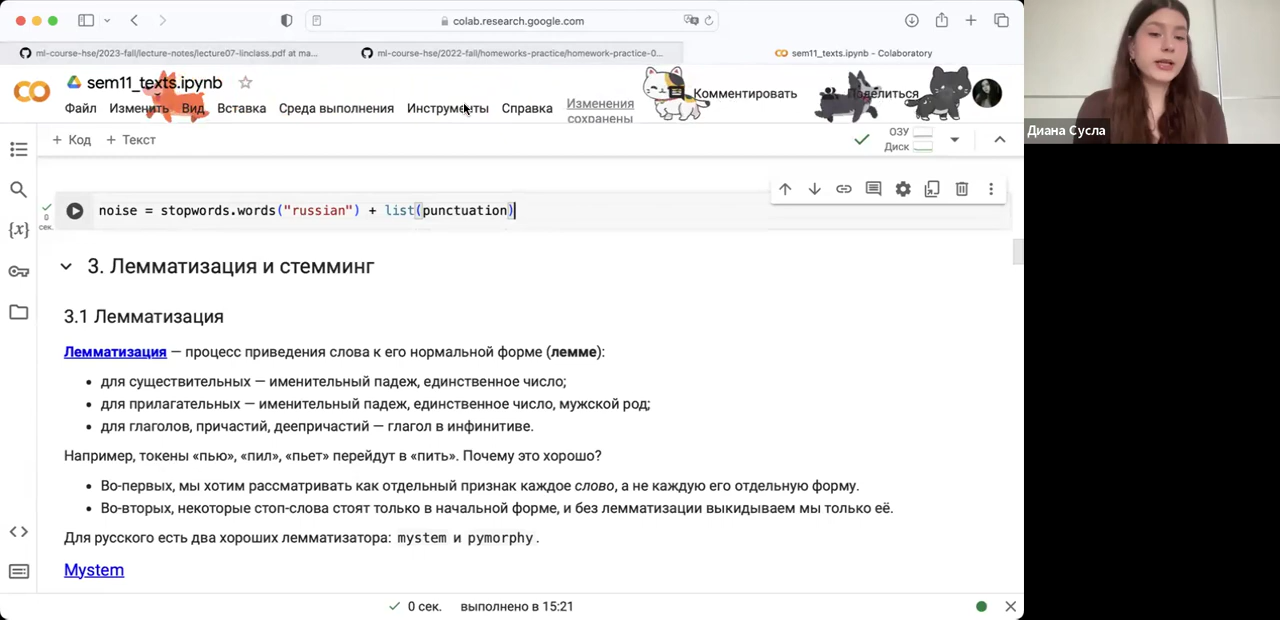 colab.research.google.com
ml-course-hse/2023-fall/lecture-notes/lecture07-linclass.pdf at ma...
ml-course-hse/2022-fall/homeworks-practice/homework-practice-0...
sem11_texts.ipynb - Colaboratory
sem11_texts.ipynb
Файл Изменить Вид Вставка Среда выполнения Инструменты Справка Изменения сохранены
Комментировать
Поделиться
+ Код + Текст
ОЗУ
Диск
0
сек.
noise = stopwords.words("russian") + list(punctuation)
3. Лемматизация и стемминг
3.1 Лемматизация
Лемматизация — процесс приведения слова к его нормальной форме (лемме):
• для существительных — именительный падеж, единственное число;
• для прилагательных — именительный падеж, единственное число, мужской род;
• для глаголов, причастий, деепричастий — глагол в инфинитиве.
Например, токены «пью», «пил», «пьет» перейдут в «пить». Почему это хорошо?
• Во-первых, мы хотим рассматривать как отдельный признак каждое слово, а не каждую его отдельную форму.
• Во-вторых, некоторые стоп-слова стоят только в начальной форме, и без лемматизации выкидываем мы только её.
Для русского есть два хороших лемматизатора: mystem и pymorphy.
Mystem
0 сек. выполнено в 15:21
Диана Сусла